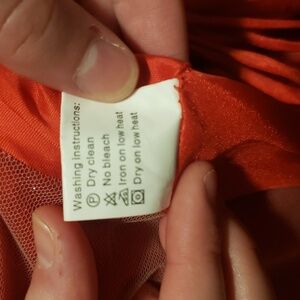 Washing instructions:
Ⓟ Dry clean
No bleach
Iron on low heat
Dry on low heat